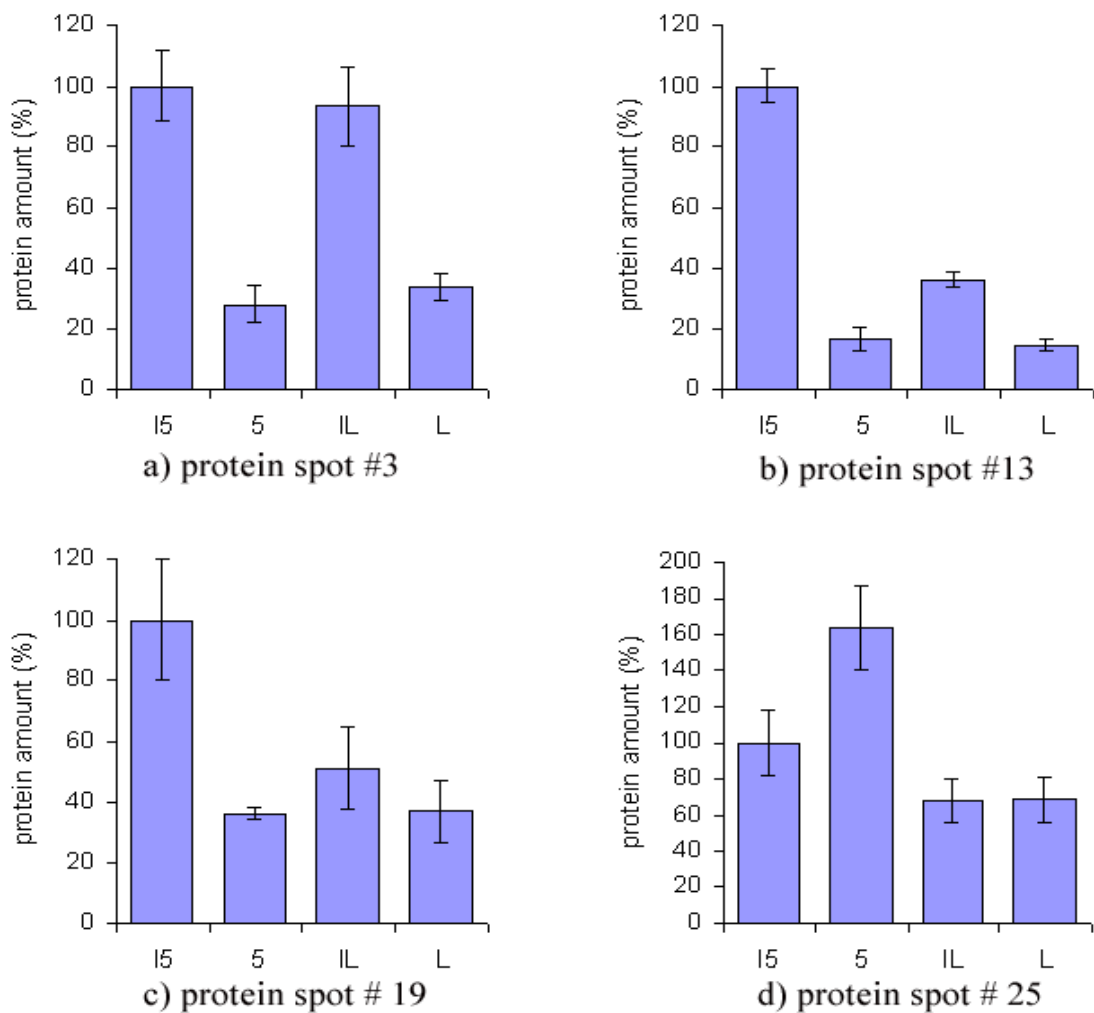 120
100
80
60
40
20
0
protein amount (%)
I5 5 IL L
a) protein spot #3
120
100
80
60
40
20
0
protein amount (%)
I5 5 IL L
b) protein spot #13
120
100
80
60
40
20
0
protein amount (%)
I5 5 IL L
c) protein spot # 19
200
180
160
140
120
100
80
60
40
20
0
protein amount (%)
I5 5 IL L
d) protein spot # 25